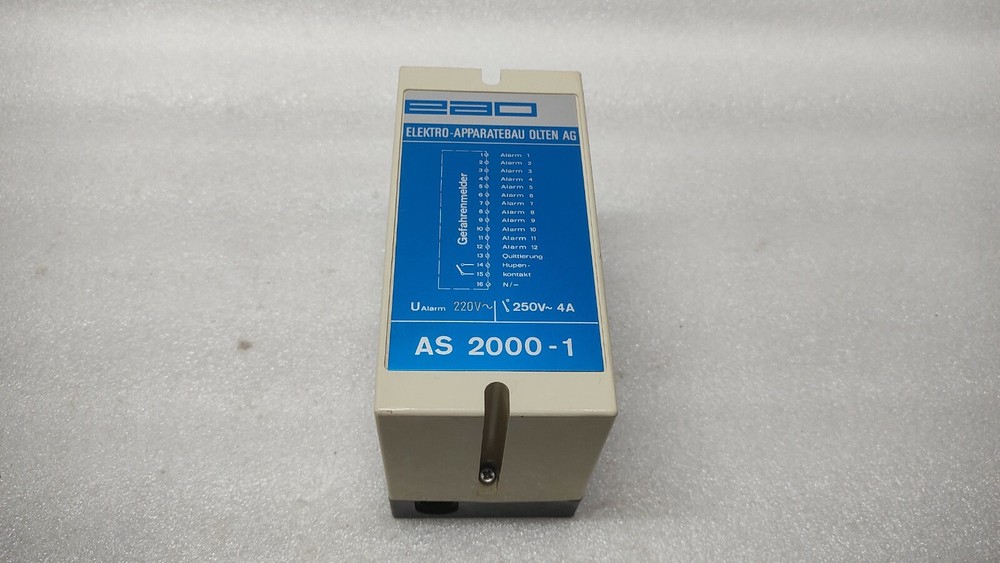 eao
ELEKTRO-APPARATEBAU OLTEN AG
Gefahrenmelder
1 Alarm 1
2 Alarm 2
3 Alarm 3
4 Alarm 4
5 Alarm 5
6 Alarm 6
7 Alarm 7
8 Alarm 8
9 Alarm 9
10 Alarm 10
11 Alarm 11
12 Alarm 12
13 Quittierung
14 Hupen-
15 kontakt
16 N/–
U Alarm 220V~ 250V~ 4A
AS 2000-1